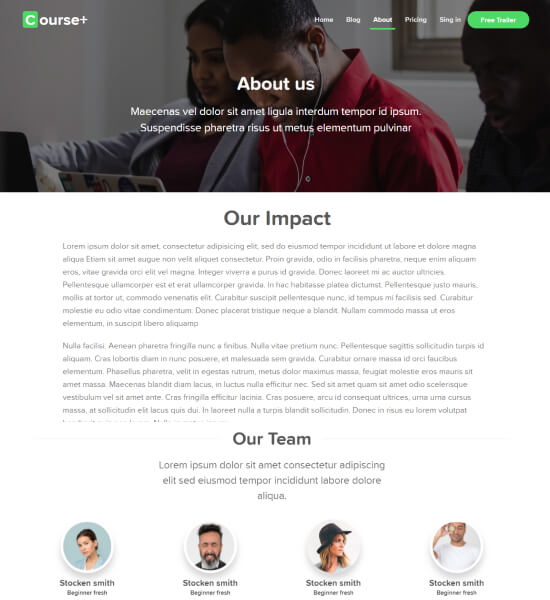 Course+
Home Blog About Pricing Sing in Free Trailer
About us
Maecenas vel dolor sit amet ligula interdum tempor id ipsum.
Suspendisse pharetra risus ut metus elementum pulvinar
Our Impact
Lorem ipsum dolor sit amet, consectetur adipisicing elit, sed do eiusmod tempor incididunt ut labore et dolore magna
aliqua Etiam sit amet augue non velit aliquet consectetur. Proin gravida, odio in facilisis pharetra, neque enim aliquam
eros, vitae gravida orci elit vel magna. Integer viverra a purus id gravida. Donec laoreet mi ac auctor ultricies.
Pellentesque ullamcorper est et erat ullamcorper gravida. In hac habitasse platea dictumst. Pellentesque justo mauris,
mollis at tortor ut, commodo venenatis elit. Curabitur suscipit pellentesque nunc, id tempus mi facilisis sed. Curabitur
molestie eu odio vitae condimentum. Donec placerat tristique neque a blandit. Nullam commodo massa ut eros
elementum, in suscipit libero aliquamp
Nulla facilisi. Aenean pharetra fringilla nunc a finibus. Nulla vitae pretium nunc. Pellentesque sagittis sollicitudin turpis id
aliquam. Cras lobortis diam in nunc posuere, et malesuada sem gravida. Curabitur ornare massa id orci faucibus
elementum. Phasellus pharetra, velit in egestas rutrum, metus dolor maximus massa, feugiat molestie eros mauris sit
amet massa. Maecenas blandit diam lacus, in luctus nulla efficitur nec. Sed sit amet quam sit amet odio scelerisque
vestibulum vel sit amet ante. Cras fringilla efficitur lacinia. Cras posuere, arcu id consequat ultrices, urna urna cursus
massa, at sollicitudin elit lacus quis dui. In laoreet nulla a turpis blandit sollicitudin. Donec in risus eu lorem volutpat
Our Team
Lorem ipsum dolor sit amet consectetur adipiscing
elit sed eiusmod tempor incididunt labore dolore
aliqua.
Stocken smith Stocken smith Stocken smith Stocken smith
Beginner fresh Beginner fresh Beginner fresh Beginner fresh